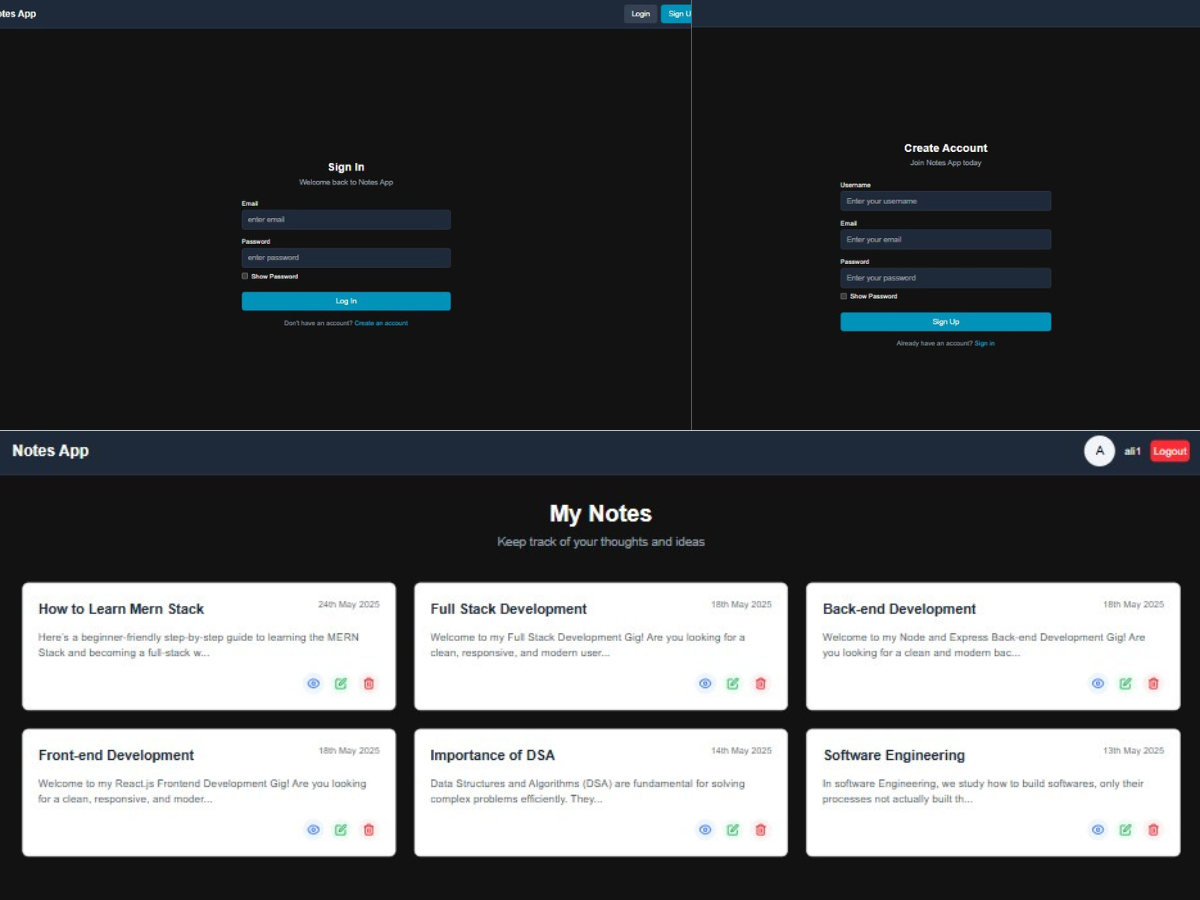 otes App
Login
Sign U
Sign In
Welcome back to Notes App
Email
enter email
Password
enter password
Show Password
Log In
Don't have an account? Create an account
Create Account
Join Notes App today
Username
Enter your username
Email
Enter your email
Password
Enter your password
Show Password
Sign Up
Already have an account? Sign in
Notes App
A
ali1
Logout
My Notes
Keep track of your thoughts and ideas
How to Learn Mern Stack
24th May 2025
Here's a beginner-friendly step-by-step guide to learning the MERN
Stack and becoming a full-stack w...
Full Stack Development
18th May 2025
Welcome to my Full Stack Development Gig! Are you looking for a
clean, responsive, and modern user...
Back-end Development
18th May 2025
Welcome to my Node and Express Back-end Development Gig! Are
you looking for a clean and modern bac...
Front-end Development
18th May 2025
Welcome to my React.js Frontend Development Gig! Are you looking
for a clean, responsive, and moder...
Importance of DSA
14th May 2025
Data Structures and Algorithms (DSA) are fundamental for solving
complex problems efficiently. They...
Software Engineering
13th May 2025
In software Engineering, we study how to build softwares, only their
processes not actually built th...